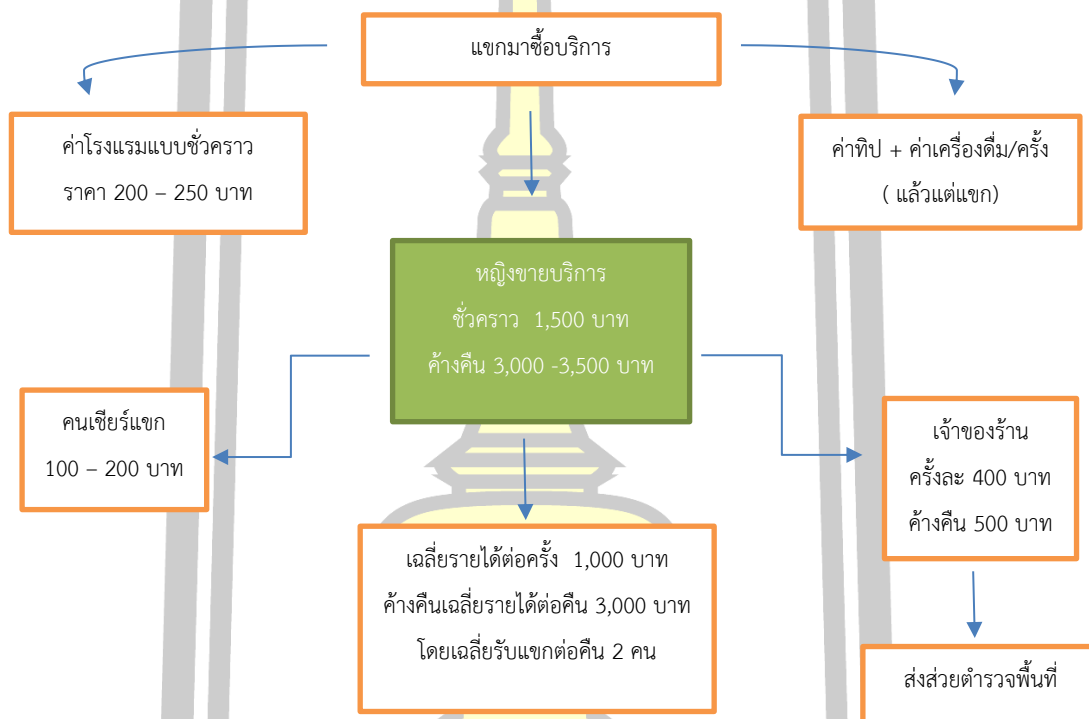 แขกมาซื้อบริการ
ค่าโรงแรมแบบชั่วคราว
ราคา 200 – 250 บาท
ค่าทิป + ค่าเครื่องดื่ม/ครั้ง
( แล้วแต่แขก)
หญิงขายบริการ
ชั่วคราว 1,500 บาท
ค้างคืน 3,000 -3,500 บาท
คนเชียร์แขก
100 – 200 บาท
เจ้าของร้าน
ครั้งละ 400 บาท
ค้างคืน 500 บาท
เฉลี่ยรายได้ต่อครั้ง 1,000 บาท
ค้างคืนเฉลี่ยรายได้ต่อคืน 3,000 บาท
โดยเฉลี่ยรับแขกต่อคืน 2 คน
ส่งส่วยตำรวจพื้นที่